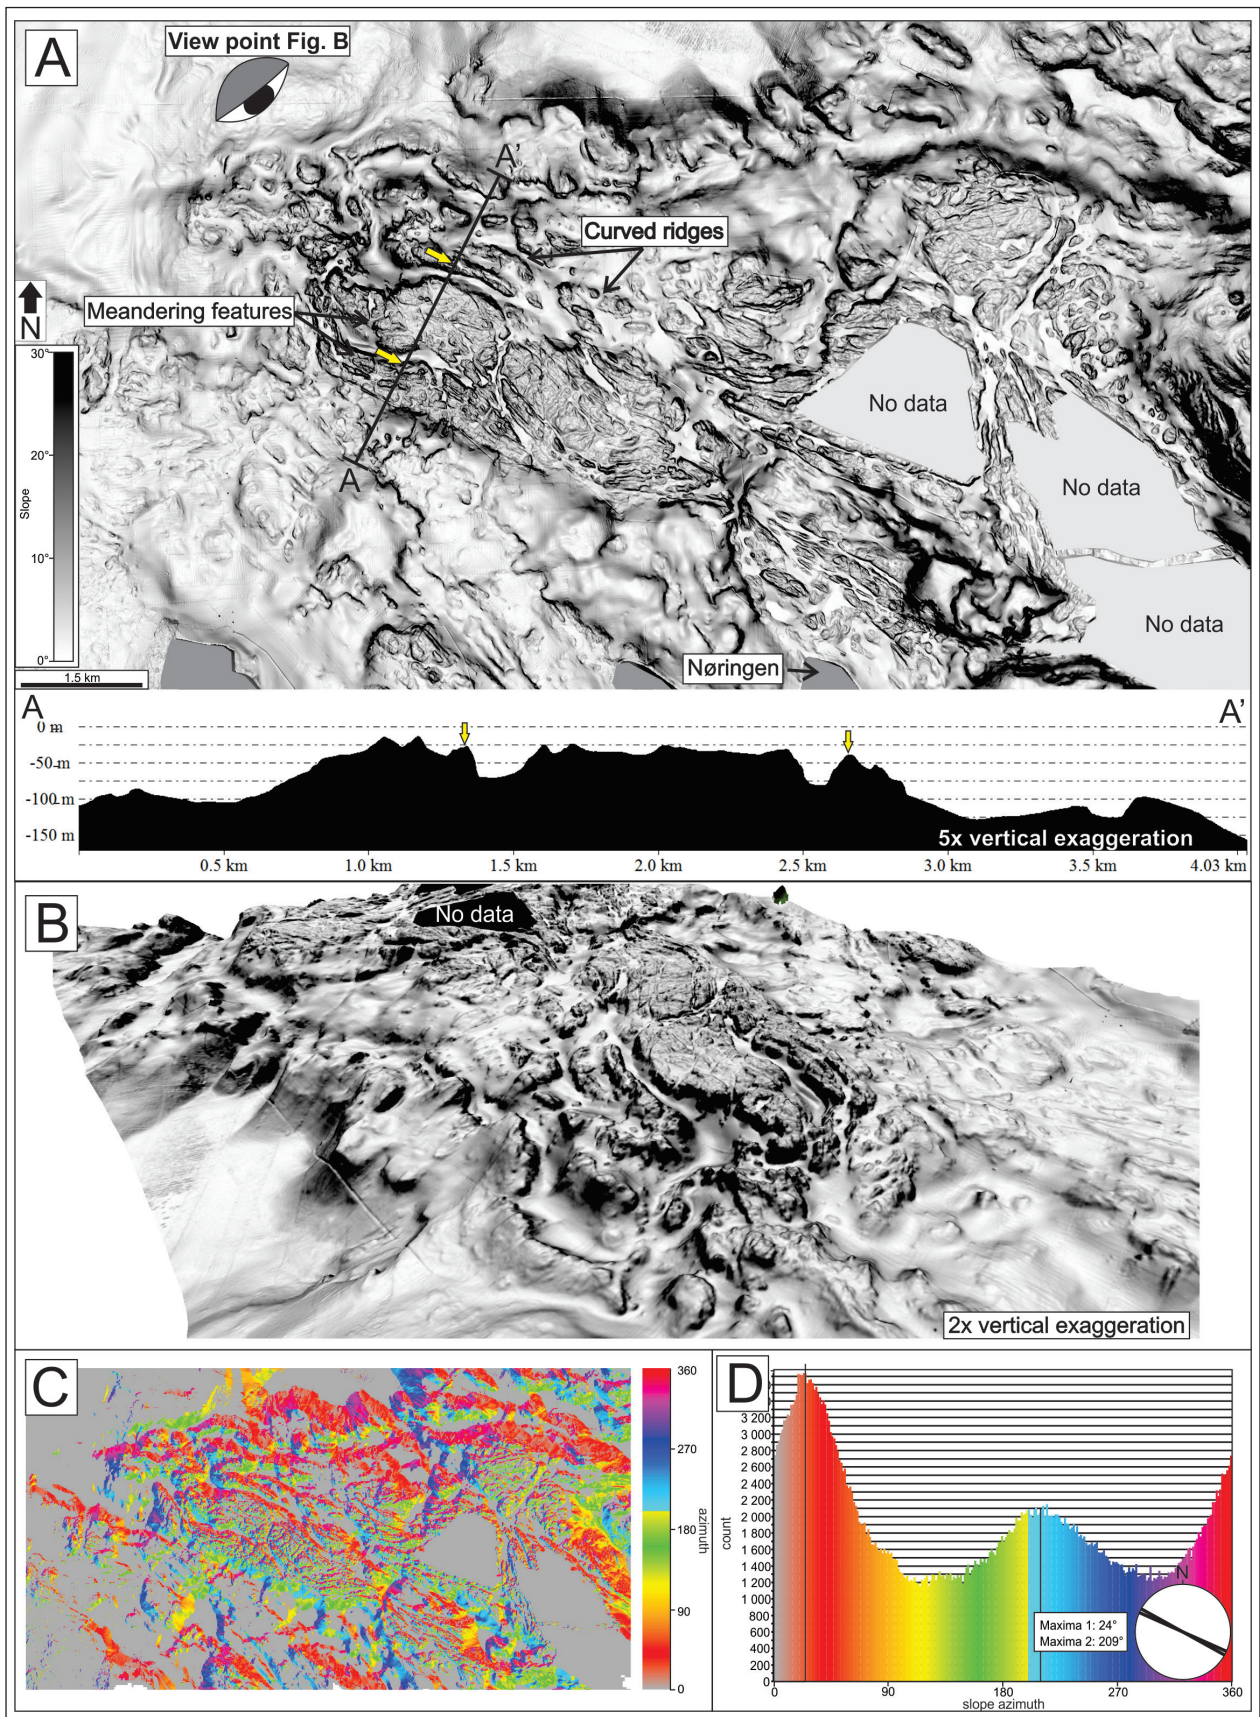 A
View point Fig. B
A'
Curved ridges
N
Meandering features
30°
20°
10°
0°
Slope
No data
No data
No data
A
1.5 km
Nøringen
A
A'
0 m
-50 m
-100 m
-150 m
5x vertical exaggeration
0.5 km
1.0 km
1.5 km
2.0 km
2.5 km
3.0 km
3.5 km
4.03 km
B
No data
2x vertical exaggeration
C
360
270
180
90
0
azimuth
D
3 200
3 000
2 800
2 600
2 400
2 200
2 000
1 800
1 600
1 400
1 200
1 000
800
600
400
200
0
count
N
Maxima 1: 24°
Maxima 2: 209°
0
90
180
270
360
slope azimuth